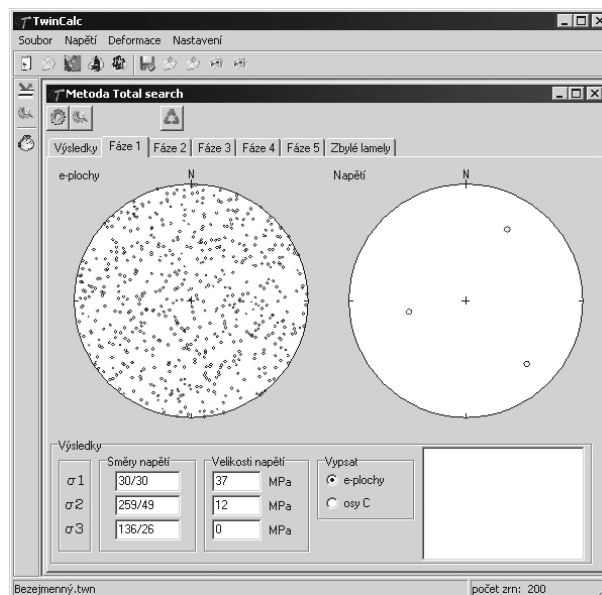 TwinCalc
Soubor Napětí Deformace Nastavení
Metoda Total search
Výsledky Fáze 1 Fáze 2 Fáze 3 Fáze 4 Fáze 5 Zbylé lamely
e-plochy N Napětí N
Výsledky
Směry napětí Velikosti napětí Vypsat
σ1 30/30 37 MPa e-plochy
σ2 259/49 12 MPa osy C
σ3 136/26 0 MPa
Bezejmenný.twn počet zrn: 200